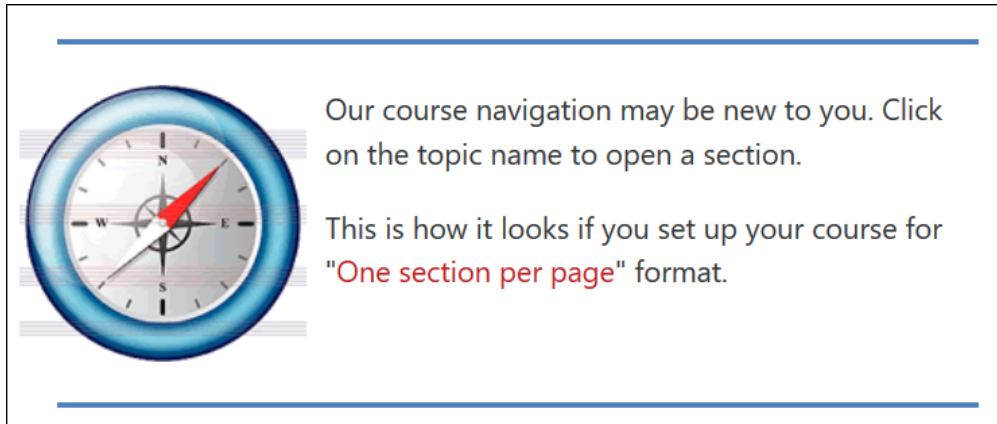 Our course navigation may be new to you. Click
on the topic name to open a section.
This is how it looks if you set up your course for
"One section per page" format.
N
W
E
S